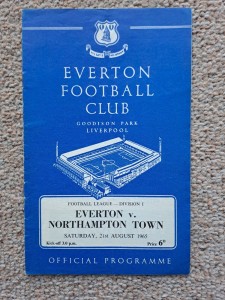 EVERTON
FOOTBALL
CLUB
GOODISON PARK
LIVERPOOL
FOOTBALL LEAGUE — DIVISION I
EVERTON v.
NORTHAMPTON TOWN
SATURDAY, 21st AUGUST 1965
Kick-off 3.0 p.m.
Price 6D
OFFICIAL PROGRAMME